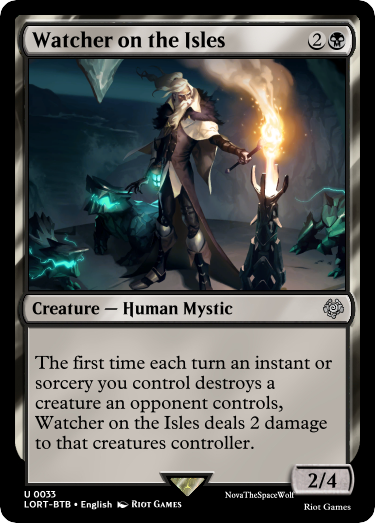 Watcher on the Isles 2
Creature — Human Mystic
The first time each turn an instant or
sorcery you control destroys a
creature an opponent controls,
Watcher on the Isles deals 2 damage
to that creatures controller.
2/4
U 0033
LORT-BTB • English Riot Games
NovaTheSpaceWolf
Riot Games